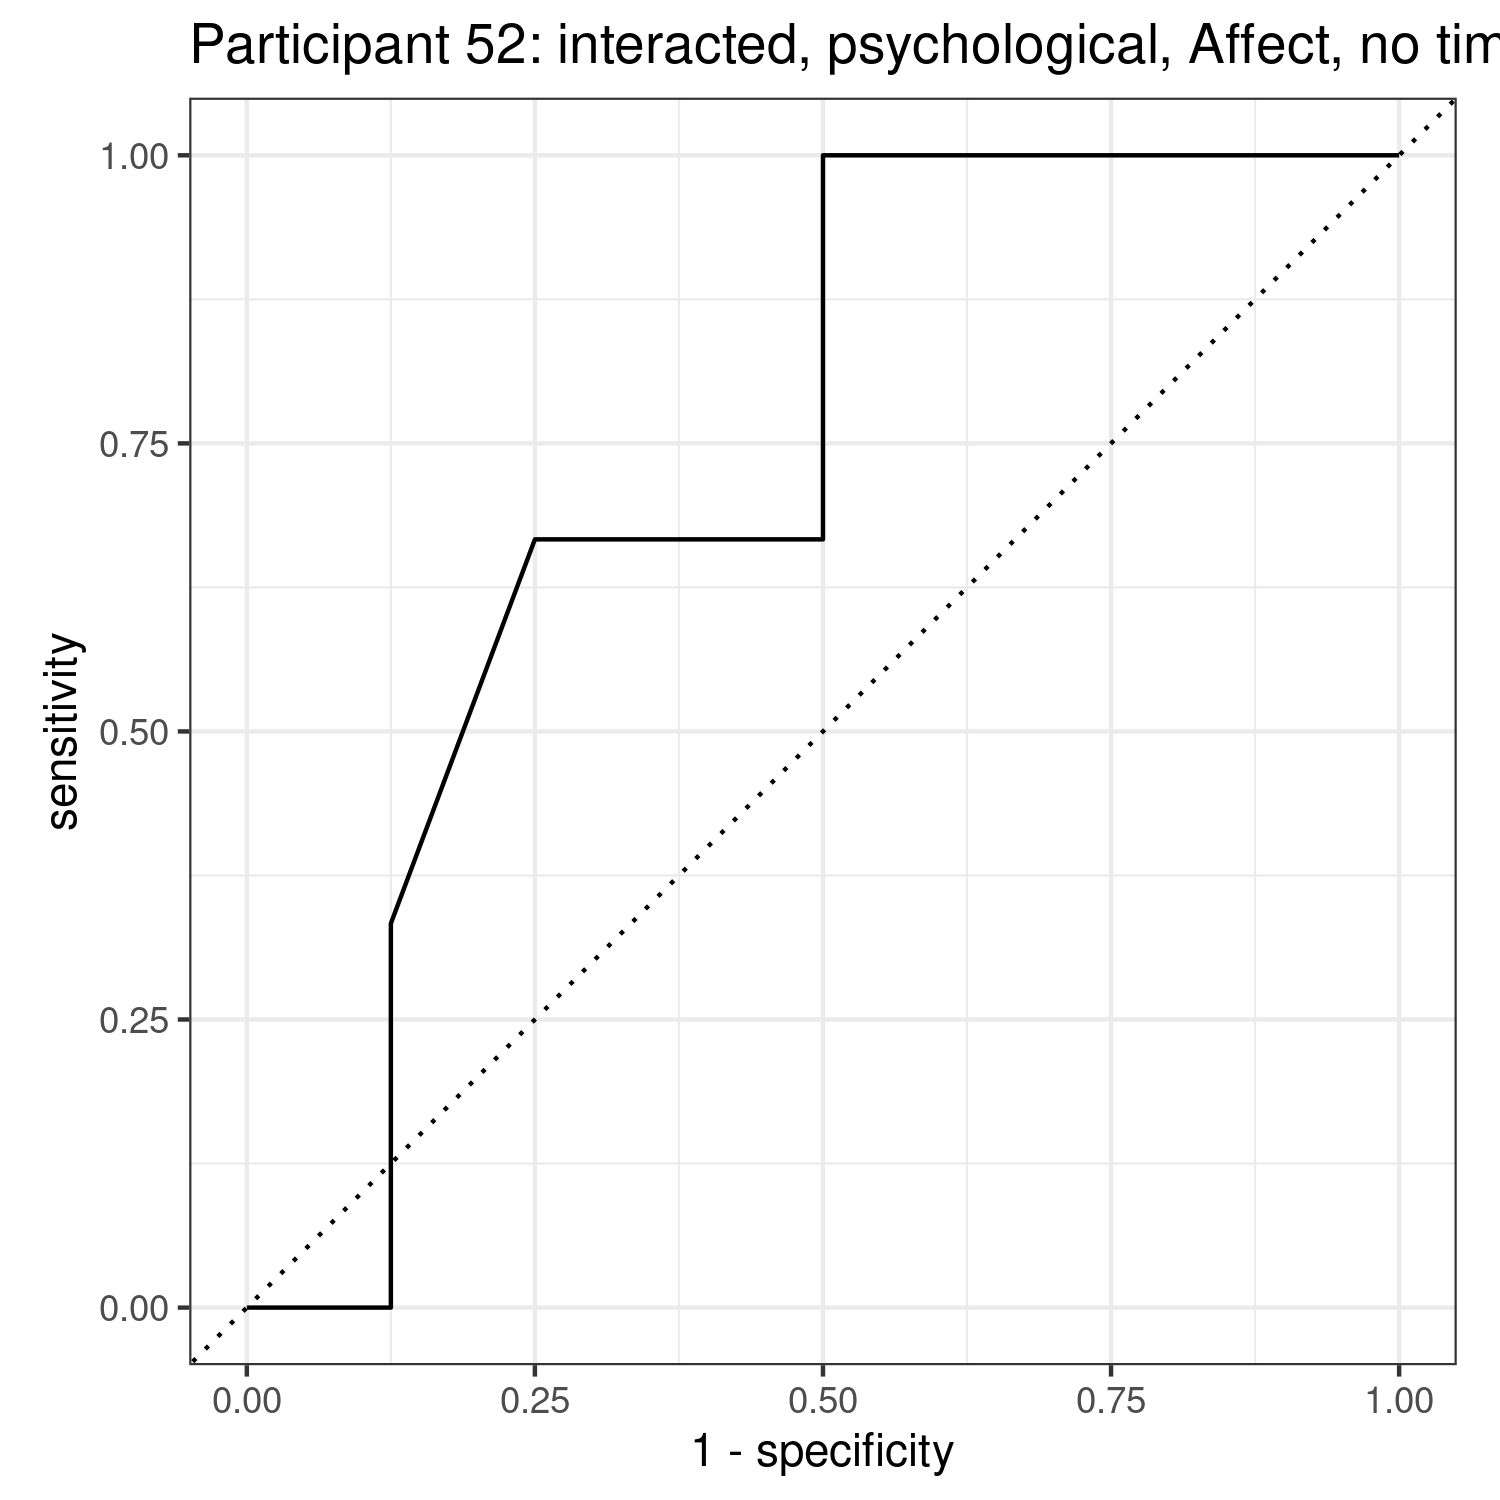 Participant 52: interacted, psychological, Affect, no tim
1.00
0.75
0.50
0.25
0.00
sensitivity
0.00 0.25 0.50 0.75 1.00
1 - specificity